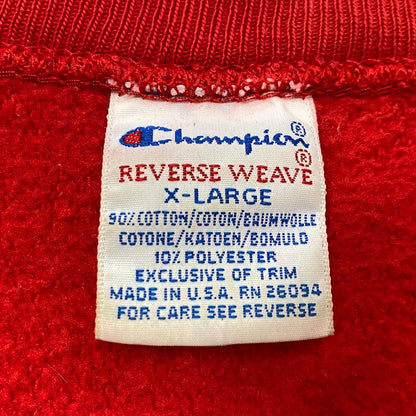 Champion®
REVERSE WEAVE®
X-LARGE
90% COTTON/COTON/BAUMWOLLE
COTONE/KATOEN/BOMULD
10% POLYESTER
EXCLUSIVE OF TRIM
MADE IN U.S.A. RN 26094
FOR CARE SEE REVERSE